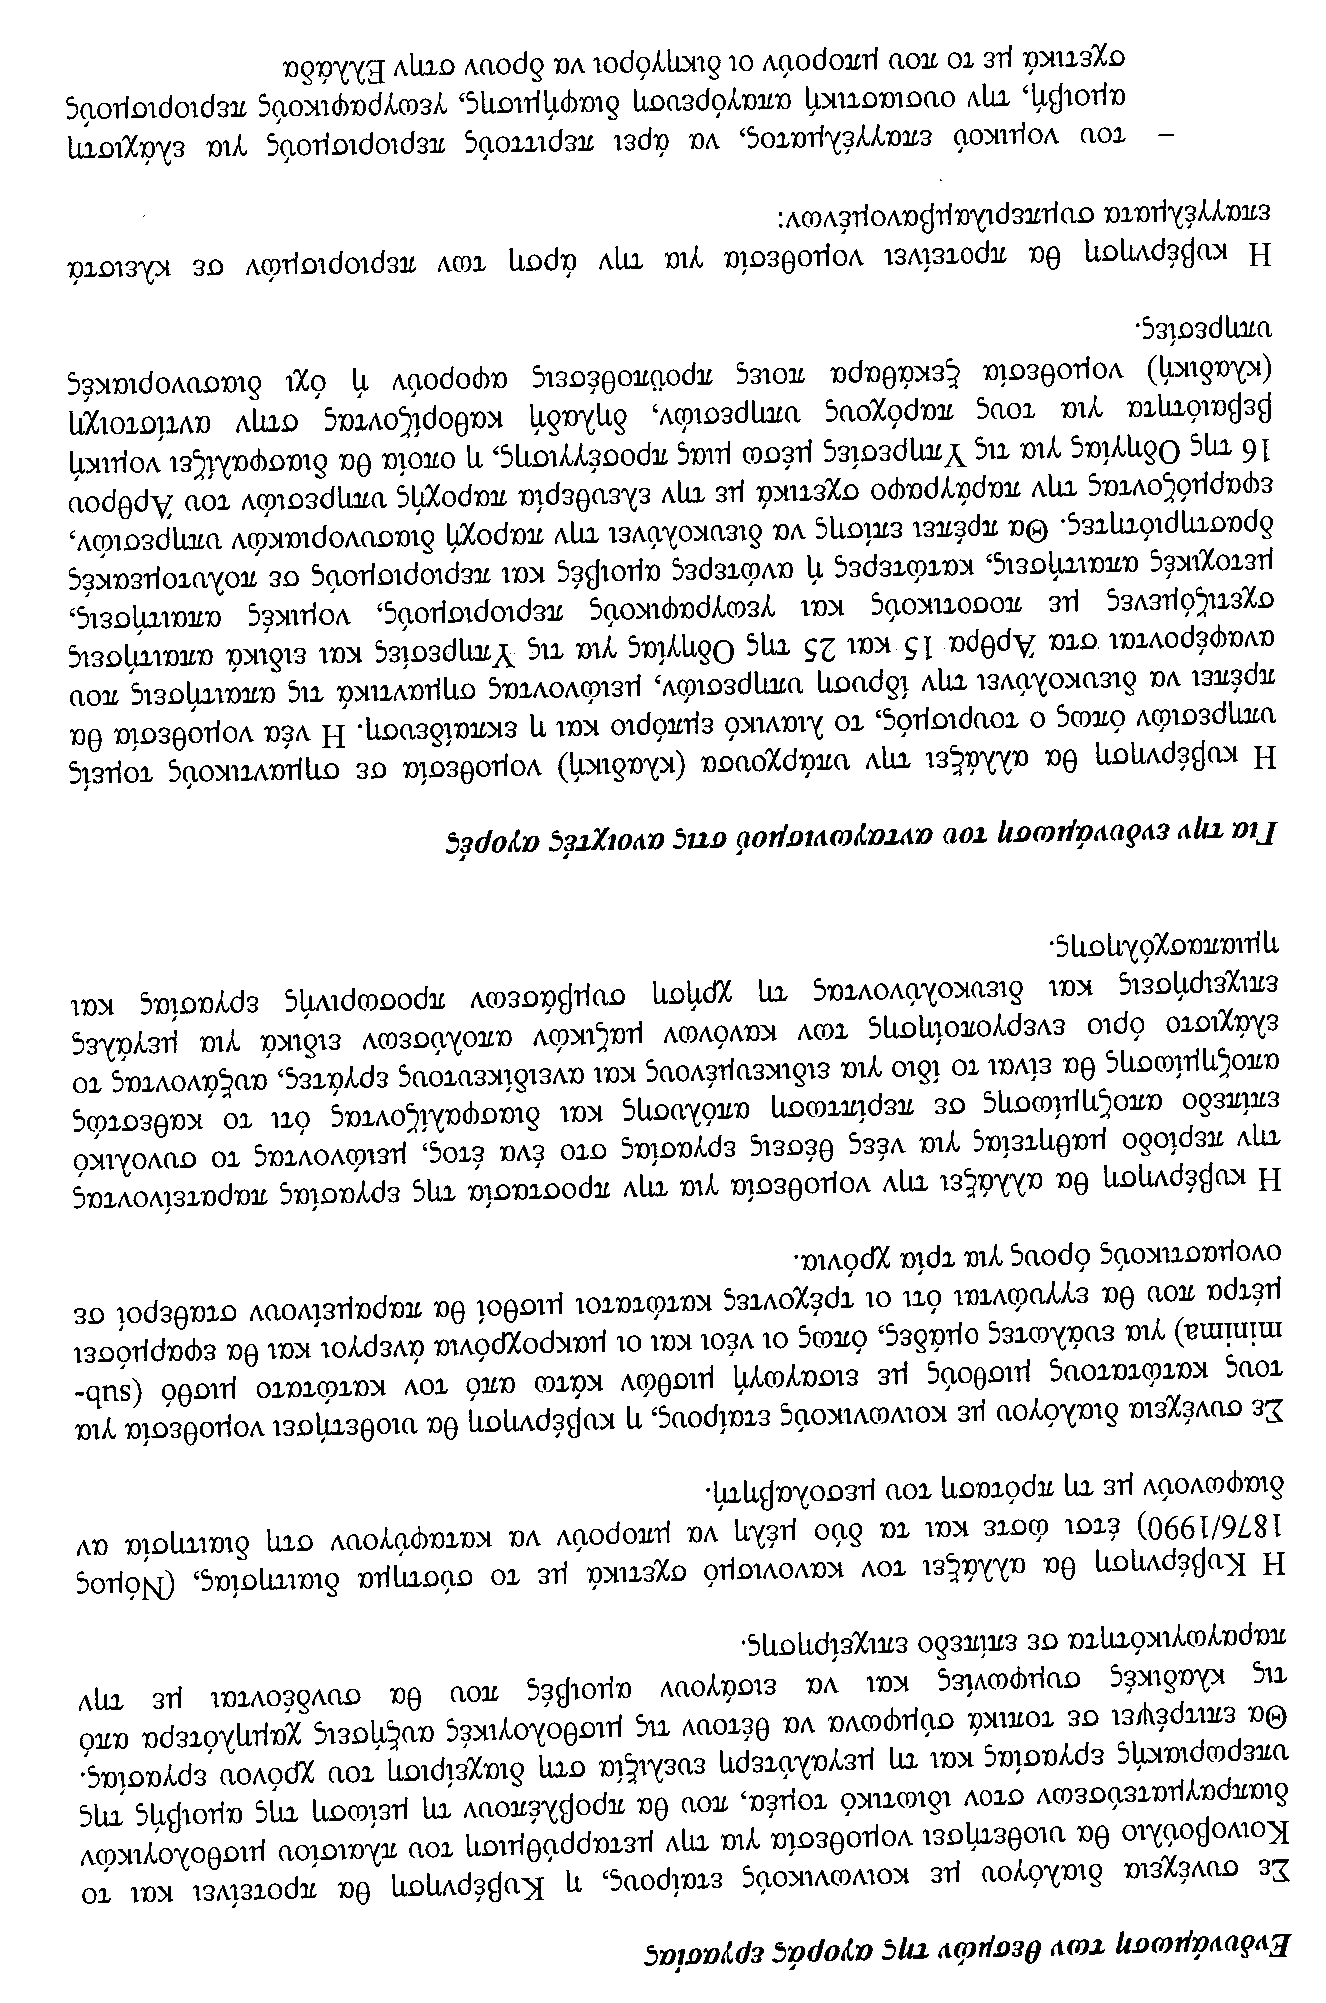 Ενδυνάμωση των θεσμών της αγοράς εργασίας
Σε συνέχεια διαλόγου με κοινωνικούς εταίρους, η Κυβέρνηση θα προτείνει και το
Κοινοβούλιο θα υιοθετήσει νομοθεσία για την μεταρρύθμιση του πλαισίου μισθολογικών
διαπραγματεύσεων στον ιδιωτικό τομέα, που θα προβλέπουν τη μείωση της αμοιβής της
υπερωριακής εργασίας και τη μεγαλύτερη ευελιξία στη διαχείριση του χρόνου εργασίας.
Θα επιτρέψει σε τοπικά σύμφωνα να θέτουν τις μισθολογικές αυξήσεις χαμηλότερα από
τις κλαδικές συμφωνίες και να εισάγουν αμοιβές που θα συνδέονται με την
παραγωγικότητα σε επίπεδο επιχείρησης.
Η Κυβέρνηση θα αλλάξει τον κανονισμό σχετικά με το σύστημα διαιτησίας, (Νόμος
1876/1990) έτσι ώστε και τα δύο μέλη να μπορούν να καταφύγουν στη διαιτησία αν
διαφωνούν με τη πρόταση του μεσολαβητή.
Σε συνέχεια διαλόγου με κοινωνικούς εταίρους, η κυβέρνηση θα υιοθετήσει νομοθεσία για
τους κατώτατους μισθούς με εισαγωγή μισθών κάτω από τον κατώτατο μισθό (sub-
minima) για ευάλωτες ομάδες, όπως οι νέοι και οι μακροχρόνια άνεργοι και θα εφαρμόσει
μέτρα που θα εγγυώνται ότι οι τρέχοντες κατώτατοι μισθοί θα παραμείνουν σταθεροί σε
ονομαστικούς όρους για τρία χρόνια.
Η κυβέρνηση θα αλλάξει την νομοθεσία για την προστασία της εργασίας παρατείνοντας
την περίοδο μαθητείας για νέες θέσεις εργασίας στο ένα έτος, μειώνοντας το συνολικό
επίπεδο αποζημίωσης σε περίπτωση απόλυσης και διασφαλίζοντας ότι το καθεστώς
αποζημίωσης θα είναι το ίδιο για ειδικευμένους και ανειδίκευτους εργάτες, αυξάνοντας το
ελάχιστο όριο ενεργοποίησης των κανόνων μαζικών απολύσεων ειδικά για μεγάλες
επιχειρήσεις και διευκολύνοντας τη χρήση συμβάσεων προσωρινής εργασίας και
ημιαπασχόλησης.
Για την ενδυνάμωση του ανταγωνισμού στις ανοιχτές αγορές
Η κυβέρνηση θα αλλάξει την υπάρχουσα (κλαδική) νομοθεσία σε σημαντικούς τομείς
υπηρεσιών όπως ο τουρισμός, το λιανικό εμπόριο και η εκπαίδευση. Η νέα νομοθεσία θα
πρέπει να διευκολύνει την ίδρυση υπηρεσιών, μειώνοντας σημαντικά τις απαιτήσεις που
αναφέρονται στα Άρθρα 15 και 25 της Οδηγίας για τις Υπηρεσίες και ειδικά απαιτήσεις
σχετιζόμενες με ποσοτικούς και γεωγραφικούς περιορισμούς, νομικές απαιτήσεις,
μετοχικές απαιτήσεις, κατώτερες ή ανώτερες αμοιβές και περιορισμούς σε πολυτομεακές
δραστηριότητες. Θα πρέπει επίσης να διευκολύνει την παροχή διασυνοριακών υπηρεσιών,
εφαρμόζοντας την παράγραφο σχετικά με την ελευθερία παροχής υπηρεσιών του Άρθρου
16 της Οδηγίας για τις Υπηρεσίες μέσω μιας προσέγγισης, η οποία θα διασφαλίζει νομική
βεβαιότητα για τους παρόχους υπηρεσιών, δηλαδή καθορίζοντας στην αντίστοιχη
(κλαδική) νομοθεσία ξεκάθαρα ποιες προϋποθέσεις αφορούν ή όχι διασυνοριακές
υπηρεσίες.
Η κυβέρνηση θα προτείνει νομοθεσία για την άρση των περιορισμών σε κλειστά
επαγγέλματα συμπεριλαμβανομένων:
– του νομικού επαγγέλματος, να άρει περιττούς περιορισμούς για ελάχιστη
αμοιβή, την ουσιαστική απαγόρευση διαφήμισης, γεωγραφικούς περιορισμούς
σχετικά με το που μπορούν οι δικηγόροι να δρουν στην Ελλάδα